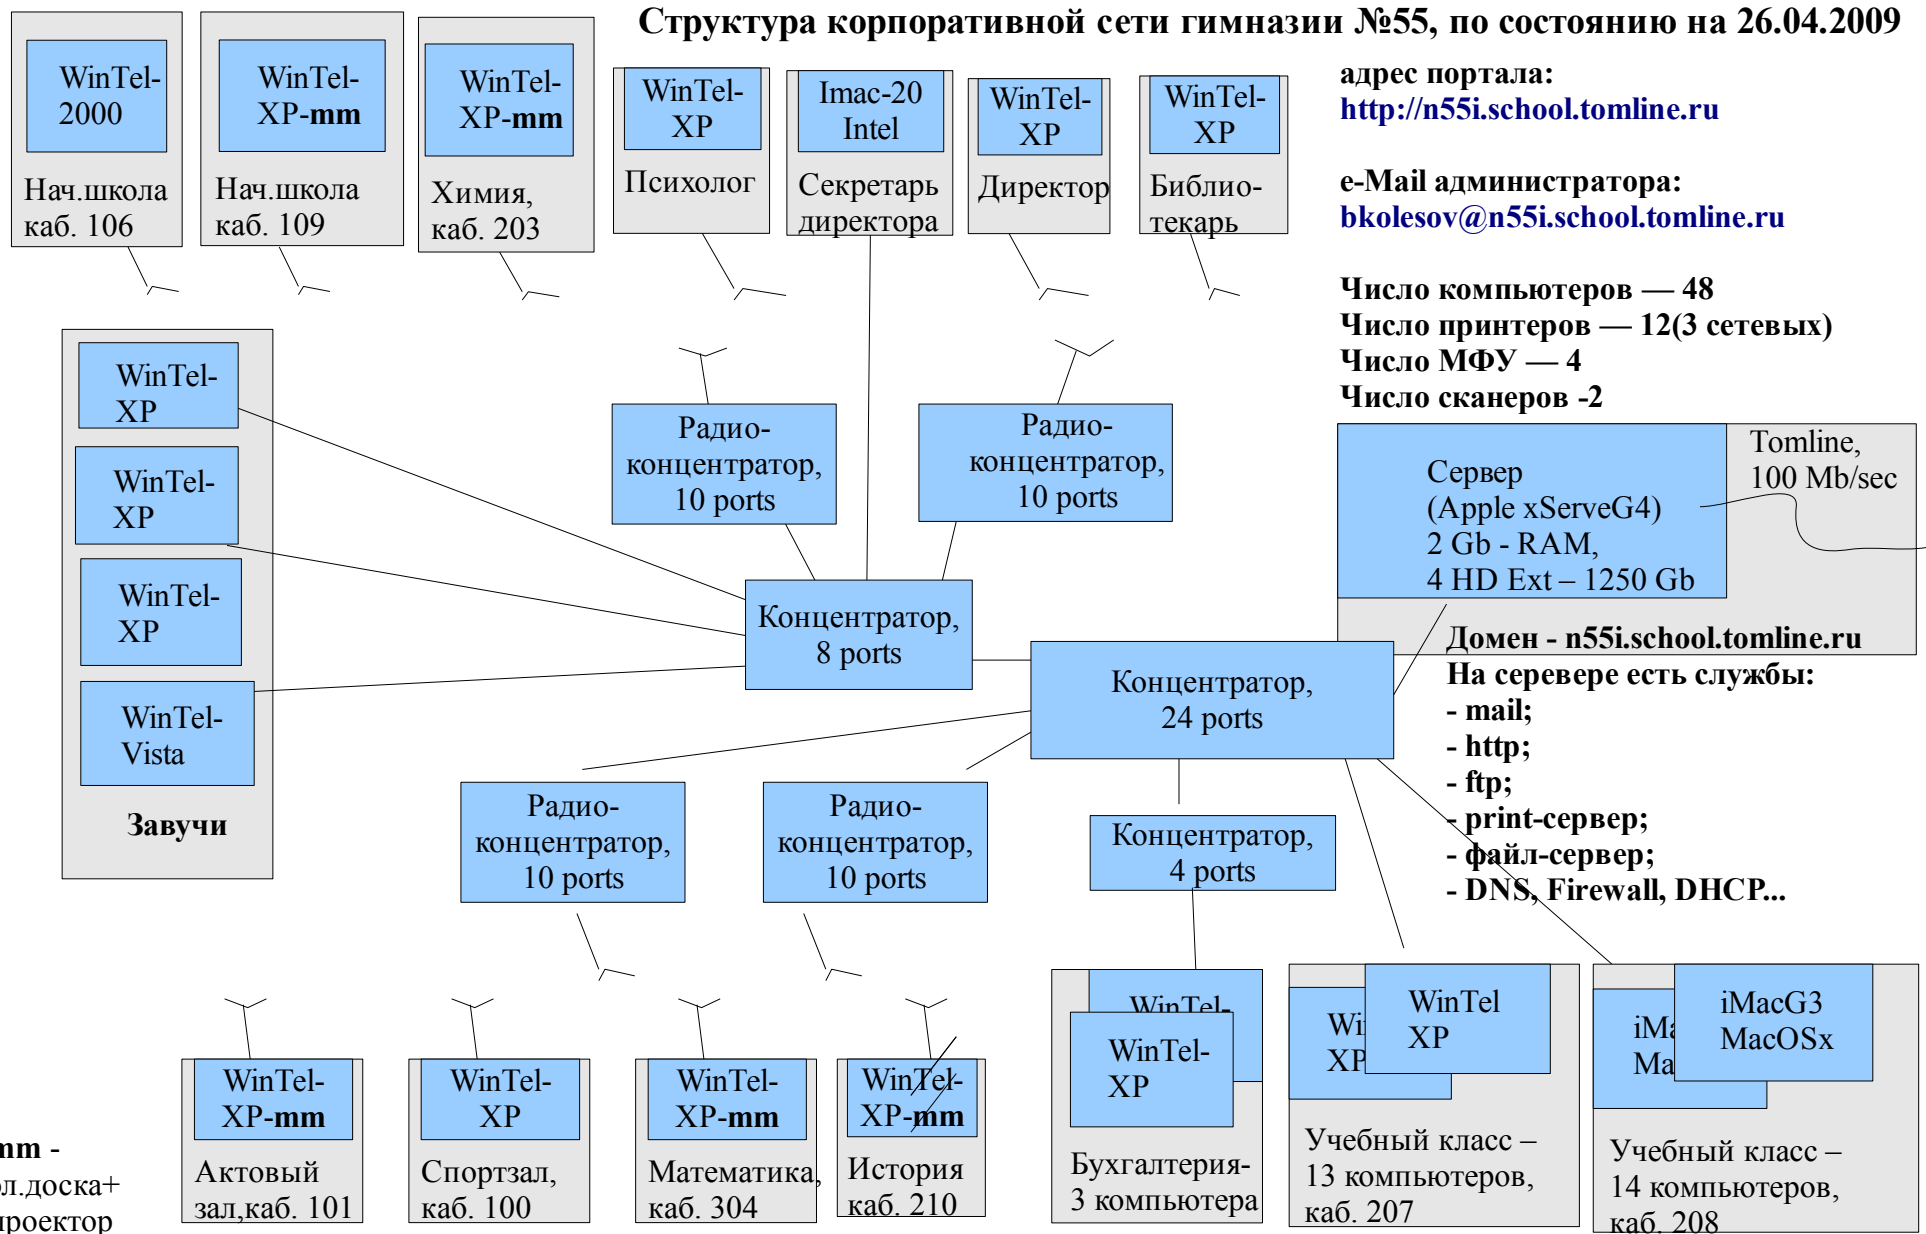 Структура корпоративной сети гимназии №55, по состоянию на 26.04.2009
WinTel-
2000
Нач.школа
каб. 106
WinTel-
XP-mm
Нач.школа
каб. 109
WinTel-
XP-mm
Химия,
каб. 203
WinTel-
XP
Психолог
Imac-20
Intel
Секретарь
директора
WinTel-
XP
Директор
WinTel-
XP
Библио-
текарь
адрес портала:
http://n55i.school.tomline.ru
e-Mail администратора:
bkolesov@n55i.school.tomline.ru
Число компьютеров — 48
Число принтеров — 12(3 сетевых)
Число МФУ — 4
Число сканеров -2
WinTel-
XP
WinTel-
XP
WinTel-
XP
WinTel-
Vista
Завучи
Радио-
концентратор,
10 ports
Радио-
концентратор,
10 ports
Сервер
(Apple xServeG4)
2 Gb - RAM,
4 HD Ext – 1250 Gb
Tomline,
100 Mb/sec
Концентратор,
8 ports
Концентратор,
24 ports
Домен - n55i.school.tomline.ru
На серевере есть службы:
- mail;
- http;
- ftp;
- print-сервер;
- файл-сервер;
- DNS, Firewall, DHCP...
Радио-
концентратор,
10 ports
Радио-
концентратор,
10 ports
Концентратор,
4 ports
WinTel-
XP-mm
Актовый
зал,каб. 101
WinTel-
XP
Спортзал,
каб. 100
WinTel-
XP-mm
Математика,
каб. 304
WinTel-
XP-mm
История
каб. 210
WinTel-
WinTel-
XP
Бухгалтерия-
3 компьютера
Wi
XP
WinTel
XP
Учебный класс –
13 компьютеров,
каб. 207
iMa
Ma
iMacG3
MacOSx
Учебный класс –
14 компьютеров,
каб. 208
mm -
л.доска+
проектор